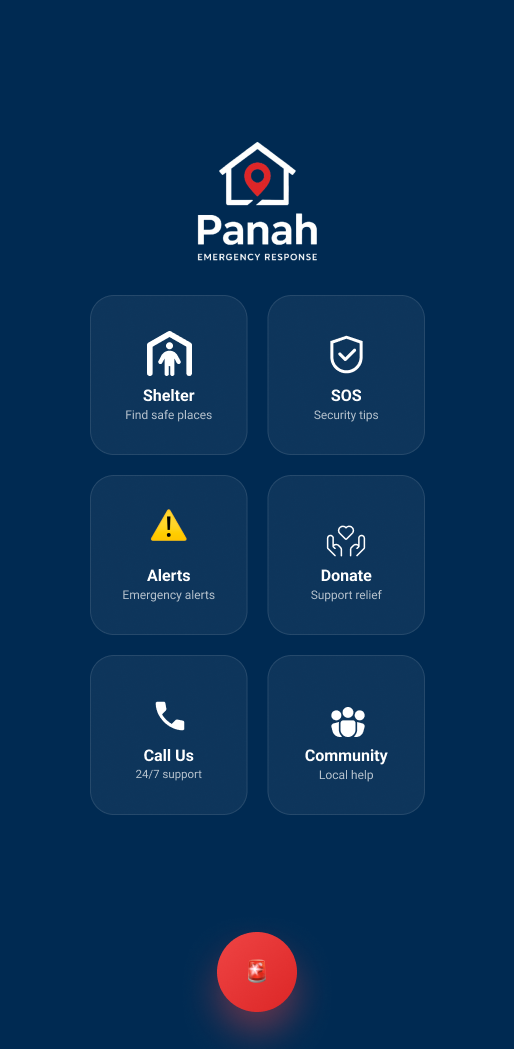 Panah
EMERGENCY RESPONSE
Shelter
Find safe places
SOS
Security tips
Alerts
Emergency alerts
Donate
Support relief
Call Us
24/7 support
Community
Local help